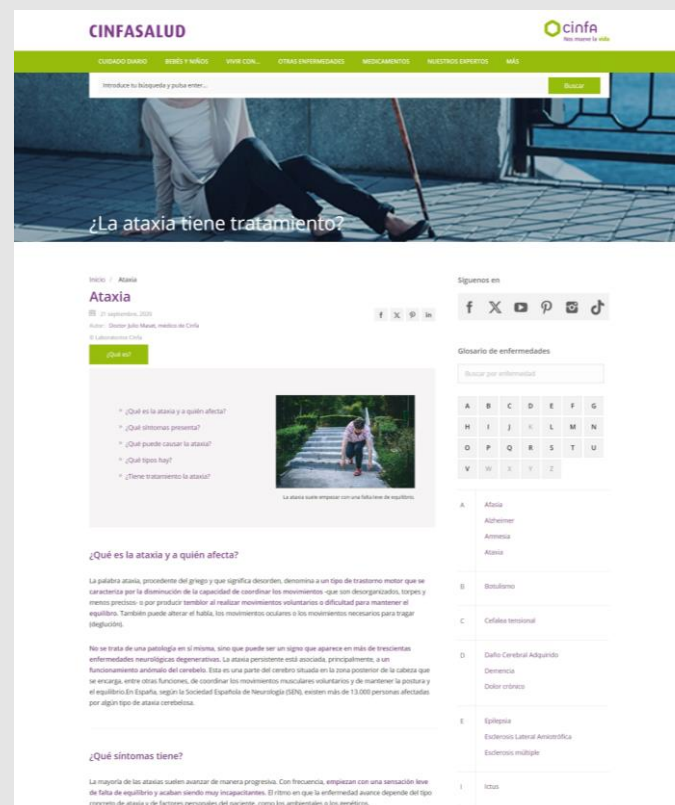 CINFASALUD
cinfa
Nos mueve la vida
CUIDADO DIARIO BEBÉS Y NIÑOS VIVIR CON... OTRAS ENFERMEDADES MEDICAMENTOS NUESTROS EXPERTOS MÁS
Introduce tu búsqueda y pulsa enter...
Buscar
¿La ataxia tiene tratamiento?
Inicio / Ataxia
Ataxia
21 septiembre, 2020
Autor: Doctor Julio Maset, médico de Cinfa
© Laboratorios Cinfa
¿Qué es?
¿Qué es la ataxia y a quién afecta?
¿Qué síntomas presenta?
¿Qué puede causar la ataxia?
¿Qué tipos hay?
¿Tiene tratamiento la ataxia?
La ataxia suele empezar con una falta leve de equilibrio.
¿Qué es la ataxia y a quién afecta?
La palabra ataxia, procedente del griego y que significa desorden, denomina a un tipo de trastorno motor que se
caracteriza por la disminución de la capacidad de coordinar los movimientos -que son desorganizados, torpes y
menos precisos- o por producir temblor al realizar movimientos voluntarios o dificultad para mantener el
equilibrio. También puede alterar el habla, los movimientos oculares o los movimientos necesarios para tragar
(deglución).
No se trata de una patología en sí misma, sino que puede ser un signo que aparece en más de trescientas
enfermedades neurológicas degenerativas. La ataxia persistente está asociada, principalmente, a un
funcionamiento anómalo del cerebelo. Esta es una parte del cerebro situada en la zona posterior de la cabeza que
se encarga, entre otras funciones, de coordinar los movimientos musculares voluntarios y de mantener la postura y
el equilibrio.En España, según la Sociedad Española de Neurología (SEN), existen más de 13.000 personas afectadas
por algún tipo de ataxia cerebelosa.
¿Qué síntomas tiene?
La mayoría de las ataxias suelen avanzar de manera progresiva. Con frecuencia, empiezan con una sensación leve
de falta de equilibrio y acaban siendo muy incapacitantes. El ritmo en que la enfermedad avance depende del tipo
concreto de ataxia y de factores personales del paciente, como los ambientales o los genéticos.
Síguenos en
Glosario de enfermedades
Buscar por enfermedad
A B C D E F G
H I J K L M N
O P Q R S T U
V W X Y Z
A Afasia
Alzheimer
Amnesia
Ataxia
B Botulismo
C Cefalea tensional
D Daño Cerebral Adquirido
Demencia
Dolor crónico
E Epilepsia
Esclerosis Lateral Amiotrófica
Esclerosis múltiple
I Ictus